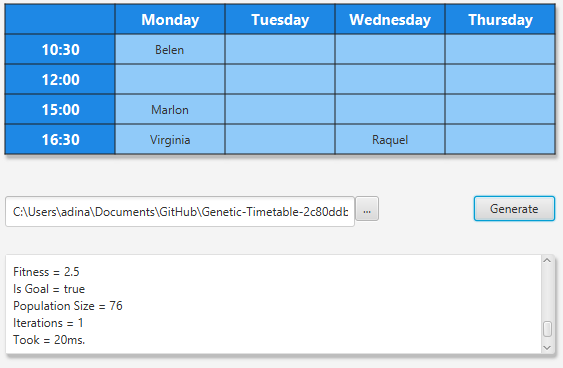 Monday Tuesday Wednesday Thursday
10:30 Belen
12:00
15:00 Marlon
16:30 Virginia Raquel
C:\Users\adina\Documents\GitHub\Genetic-Timetable-2c80ddb ... Generate
Fitness = 2.5
Is Goal = true
Population Size = 76
Iterations = 1
Took = 20ms.